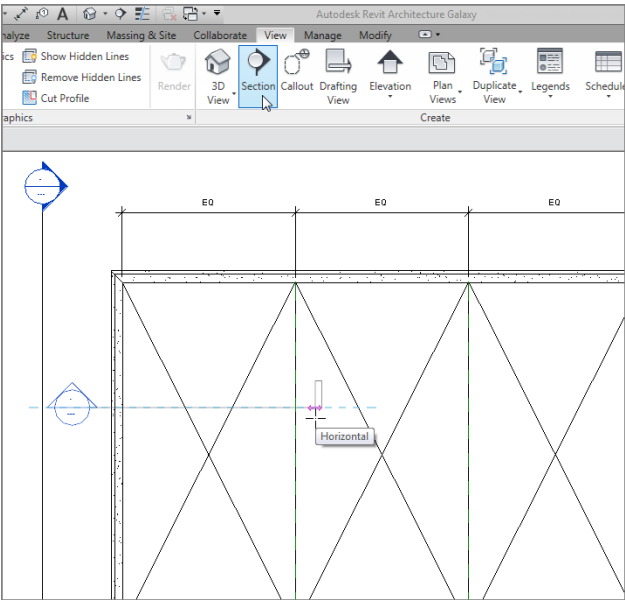 A
Autodesk Revit Architecture Galaxy
nalyze Structure Massing & Site Collaborate View Manage Modify
ics Show Hidden Lines
Remove Hidden Lines
Cut Profile
Render
3D View
Section
Callout
Drafting View
Elevation
Plan Views
Duplicate View
Legends
Schedule
raphics
Create
EQ EQ EQ
Horizontal